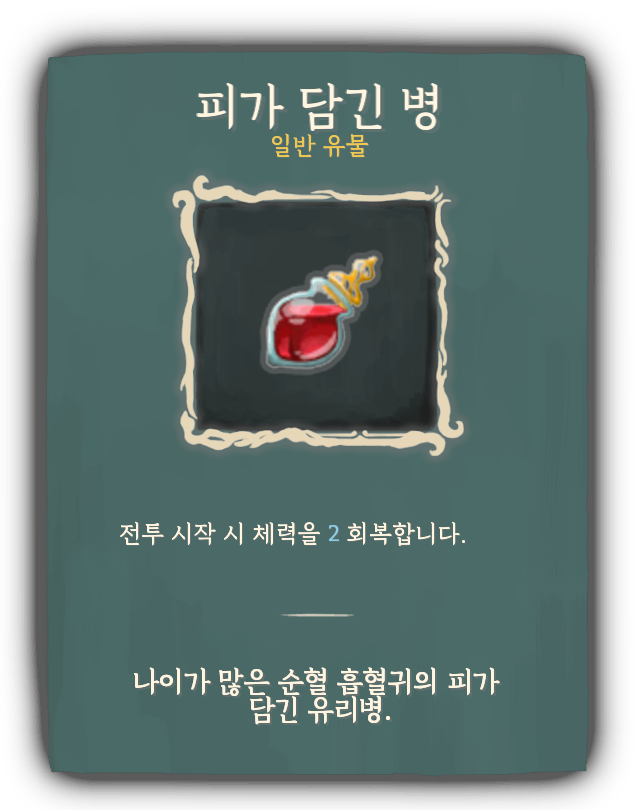 피가 담긴 병
일반 유물
전투 시작 시 체력을 2 회복합니다.
나이가 많은 순혈 흡혈귀의 피가
담긴 유리병.